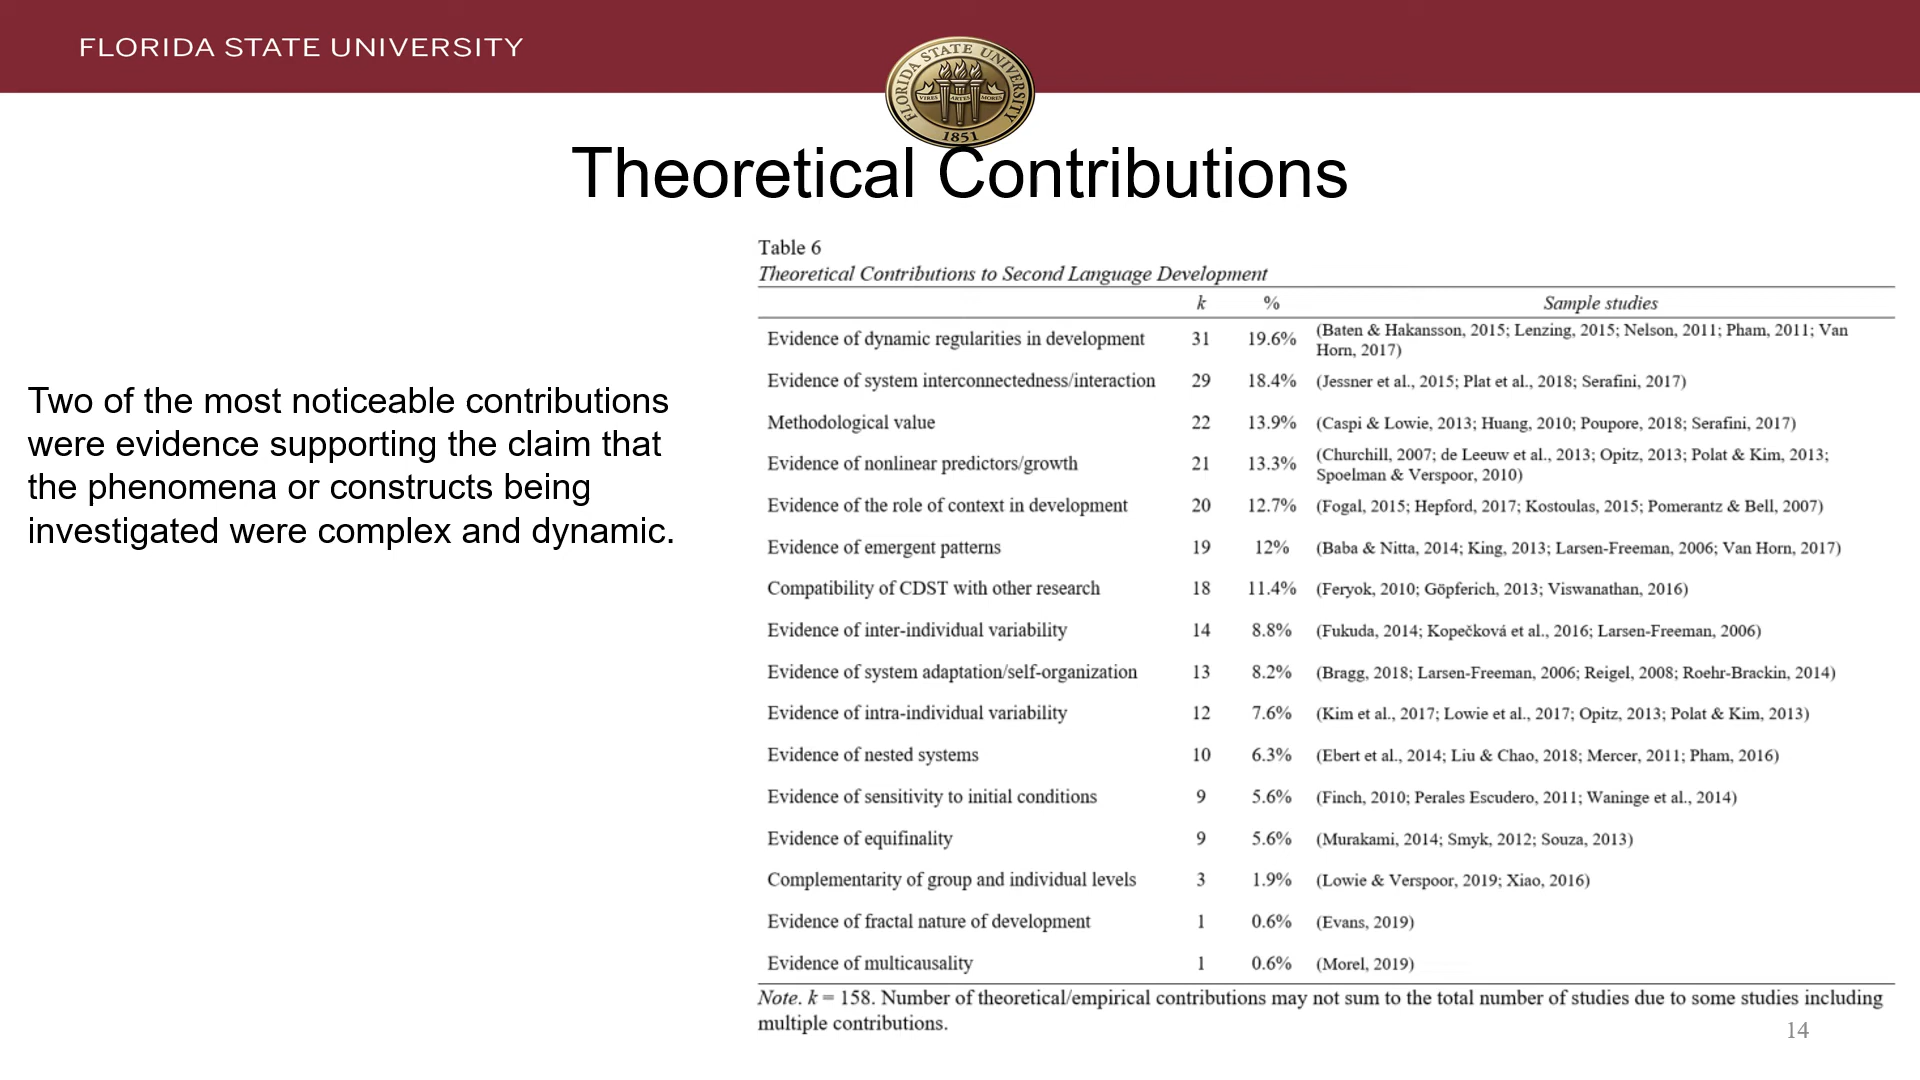 FLORIDA STATE UNIVERSITY
FLORIDA STATE UNIVERSITY
VIRES ARTES MORES
1851
Theoretical Contributions
Two of the most noticeable contributions
were evidence supporting the claim that
the phenomena or constructs being
investigated were complex and dynamic.
Table 6
Theoretical Contributions to Second Language Development
k % Sample studies
Evidence of dynamic regularities in development 31 19.6% (Baten & Hakansson, 2015; Lenzing, 2015; Nelson, 2011; Pham, 2011; Van
Horn, 2017)
Evidence of system interconnectedness/interaction 29 18.4% (Jessner et al., 2015; Plat et al., 2018; Serafini, 2017)
Methodological value 22 13.9% (Caspi & Lowie, 2013; Huang, 2010; Poupore, 2018; Serafini, 2017)
Evidence of nonlinear predictors/growth 21 13.3% (Churchill, 2007; de Leeuw et al., 2013; Opitz, 2013; Polat & Kim, 2013;
Spoelman & Verspoor, 2010)
Evidence of the role of context in development 20 12.7% (Fogal, 2015; Hepford, 2017; Kostoulas, 2015; Pomerantz & Bell, 2007)
Evidence of emergent patterns 19 12% (Baba & Nitta, 2014; King, 2013; Larsen-Freeman, 2006; Van Horn, 2017)
Compatibility of CDST with other research 18 11.4% (Feryok, 2010; Göpferich, 2013; Viswanathan, 2016)
Evidence of inter-individual variability 14 8.8% (Fukuda, 2014; Kopečková et al., 2016; Larsen-Freeman, 2006)
Evidence of system adaptation/self-organization 13 8.2% (Bragg, 2018; Larsen-Freeman, 2006; Reigel, 2008; Roehr-Brackin, 2014)
Evidence of intra-individual variability 12 7.6% (Kim et al., 2017; Lowie et al., 2017; Opitz, 2013; Polat & Kim, 2013)
Evidence of nested systems 10 6.3% (Ebert et al., 2014; Liu & Chao, 2018; Mercer, 2011; Pham, 2016)
Evidence of sensitivity to initial conditions 9 5.6% (Finch, 2010; Perales Escudero, 2011; Waninge et al., 2014)
Evidence of equifinality 9 5.6% (Murakami, 2014; Smyk, 2012; Souza, 2013)
Complementarity of group and individual levels 3 1.9% (Lowie & Verspoor, 2019; Xiao, 2016)
Evidence of fractal nature of development 1 0.6% (Evans, 2019)
Evidence of multicausality 1 0.6% (Morel, 2019)
Note. k = 158. Number of theoretical/empirical contributions may not sum to the total number of studies due to some studies including
multiple contributions.
14